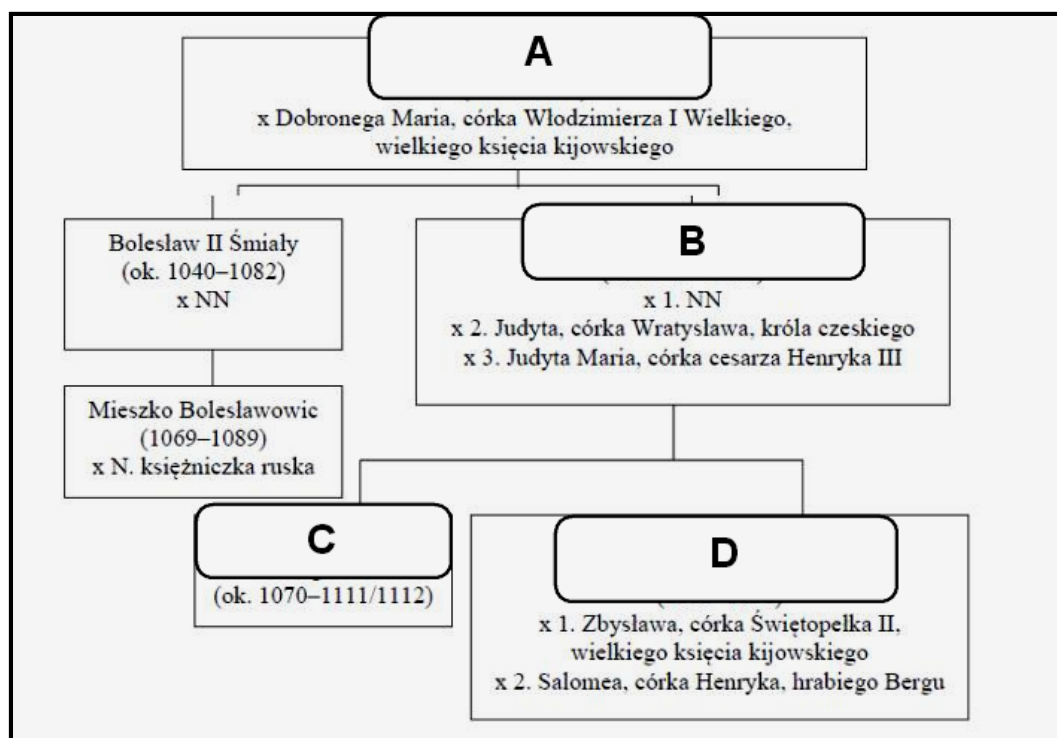 A
x Dobronega Maria, córka Włodzimierza I Wielkiego,
wielkiego księcia kijowskiego
Bolesław II Śmiały
(ok. 1040–1082)
x NN
B
x 1. NN
x 2. Judyta, córka Wratysława, króla czeskiego
x 3. Judyta Maria, córka cesarza Henryka III
Mieszko Bolesławowic
(1069–1089)
x N. księżniczka ruska
C
(ok. 1070–1111/1112)
D
x 1. Zbysława, córka Świętopełka II,
wielkiego księcia kijowskiego
x 2. Salomea, córka Henryka, hrabiego Bergu